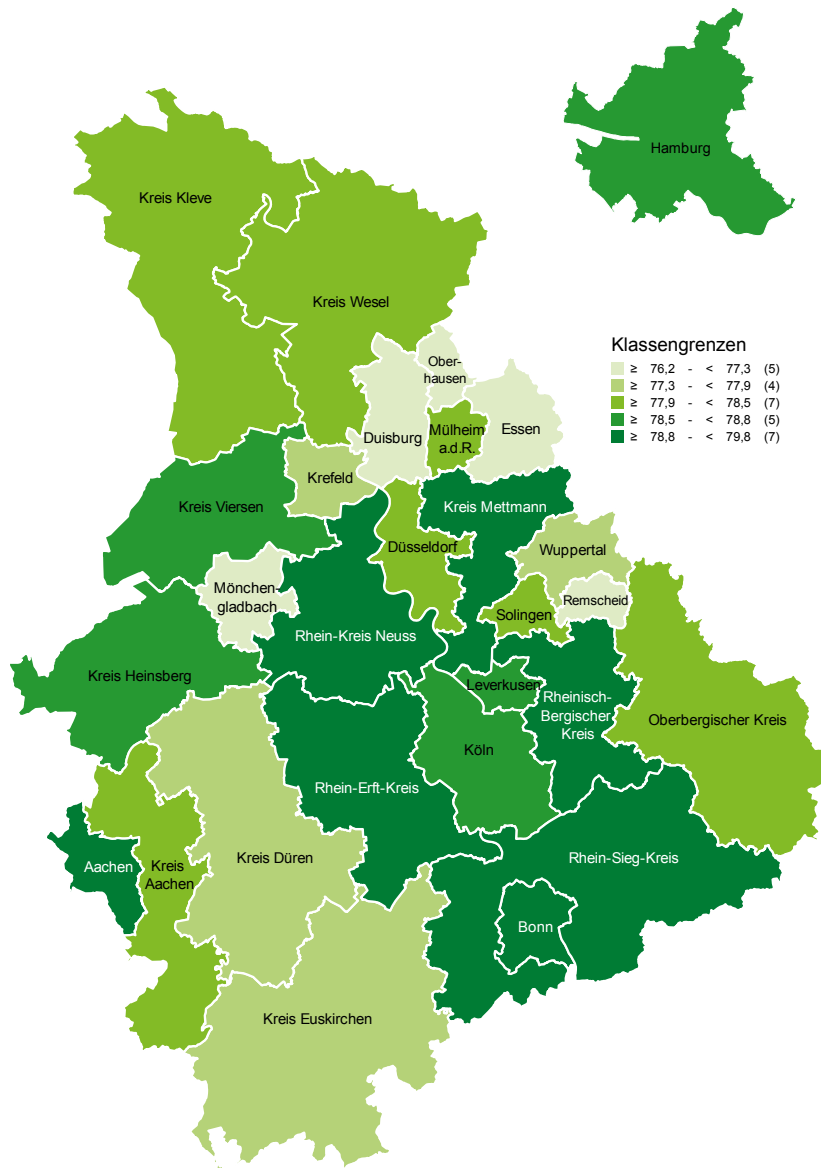 Hamburg
Kreis Kleve
Kreis Wesel
Klassengrenzen
≥ 76,2 - < 77,3 (5)
≥ 77,3 - < 77,9 (4)
≥ 77,9 - < 78,5 (7)
≥ 78,5 - < 78,8 (5)
≥ 78,8 - < 79,8 (7)
Ober-
hausen
Duisburg
Mülheim
a.d.R.
Essen
Krefeld
Kreis Viersen
Kreis Mettmann
Düsseldorf
Wuppertal
Mönchen-
gladbach
Remscheid
Solingen
Rhein-Kreis Neuss
Kreis Heinsberg
Leverkusen
Rheinisch-
Bergischer
Kreis
Oberbergischer Kreis
Köln
Rhein-Erft-Kreis
Kreis Düren
Aachen
Kreis
Aachen
Rhein-Sieg-Kreis
Bonn
Kreis Euskirchen